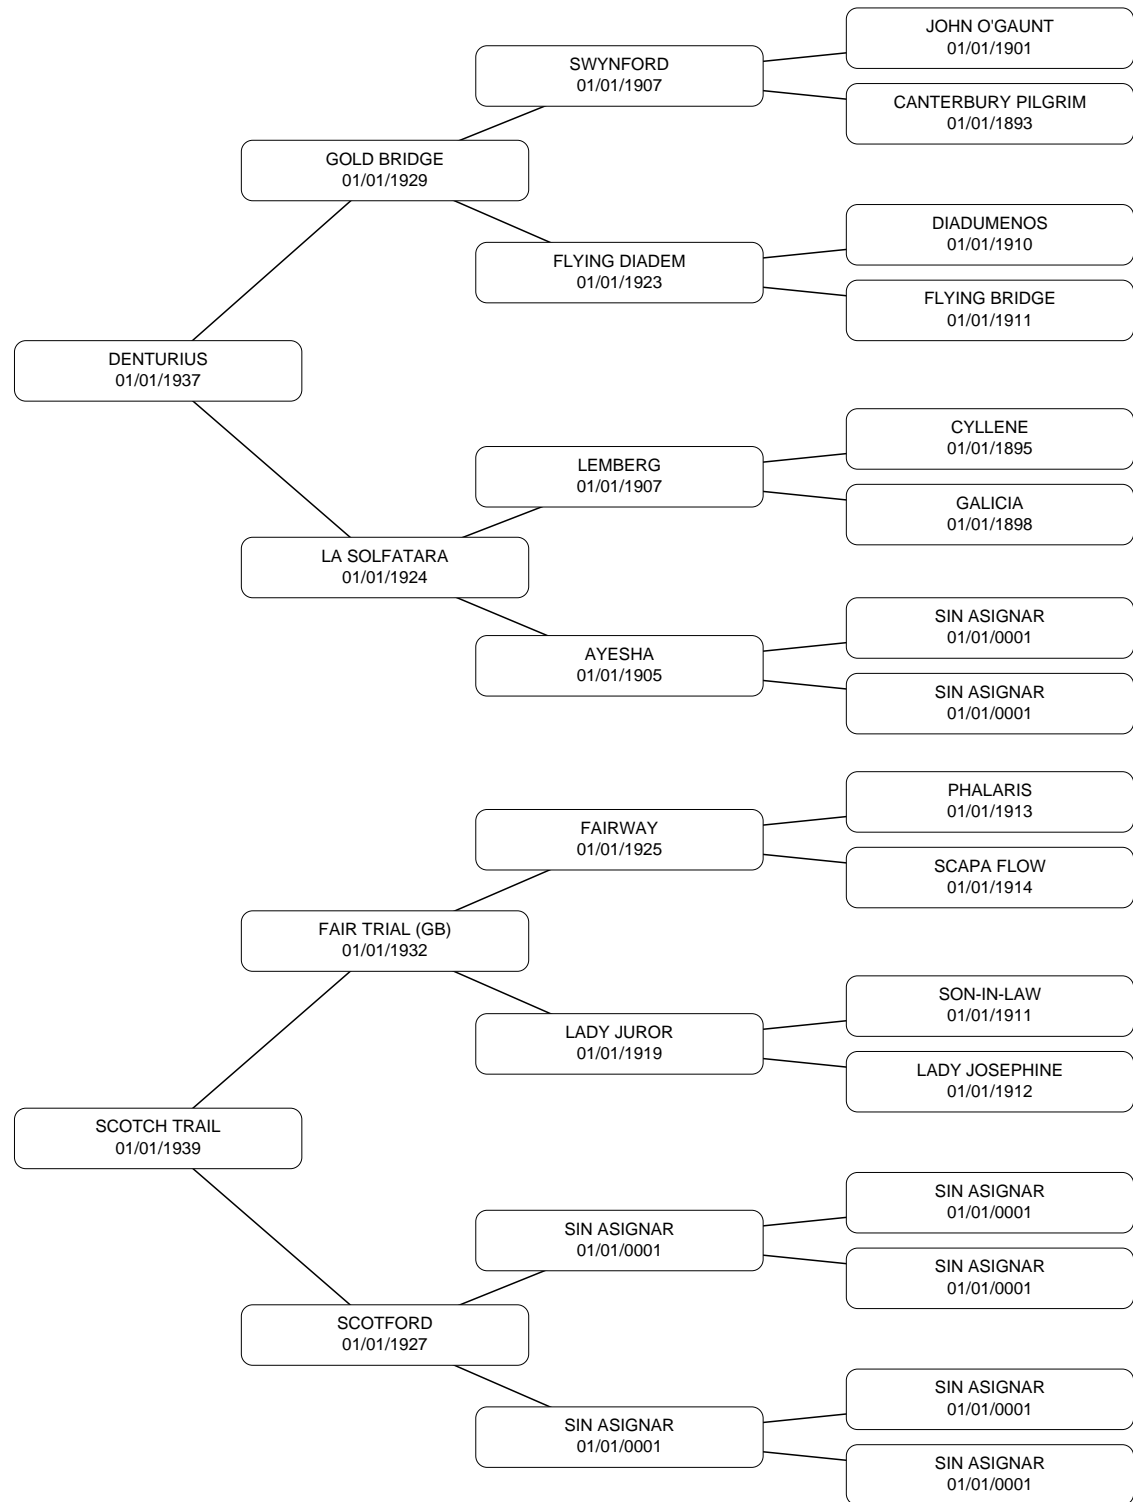 JOHN O'GAUNT
01/01/1901
SWYNFORD
01/01/1907
CANTERBURY PILGRIM
01/01/1893
GOLD BRIDGE
01/01/1929
DIADUMENOS
01/01/1910
FLYING DIADEM
01/01/1923
FLYING BRIDGE
01/01/1911
DENTURIUS
01/01/1937
CYLLENE
01/01/1895
LEMBERG
01/01/1907
GALICIA
01/01/1898
LA SOLFATARA
01/01/1924
SIN ASIGNAR
01/01/0001
AYESHA
01/01/1905
SIN ASIGNAR
01/01/0001
PHALARIS
01/01/1913
FAIRWAY
01/01/1925
SCAPA FLOW
01/01/1914
FAIR TRIAL (GB)
01/01/1932
SON-IN-LAW
01/01/1911
LADY JUROR
01/01/1919
LADY JOSEPHINE
01/01/1912
SCOTCH TRAIL
01/01/1939
SIN ASIGNAR
01/01/0001
SIN ASIGNAR
01/01/0001
SIN ASIGNAR
01/01/0001
SCOTFORD
01/01/1927
SIN ASIGNAR
01/01/0001
SIN ASIGNAR
01/01/0001
SIN ASIGNAR
01/01/0001